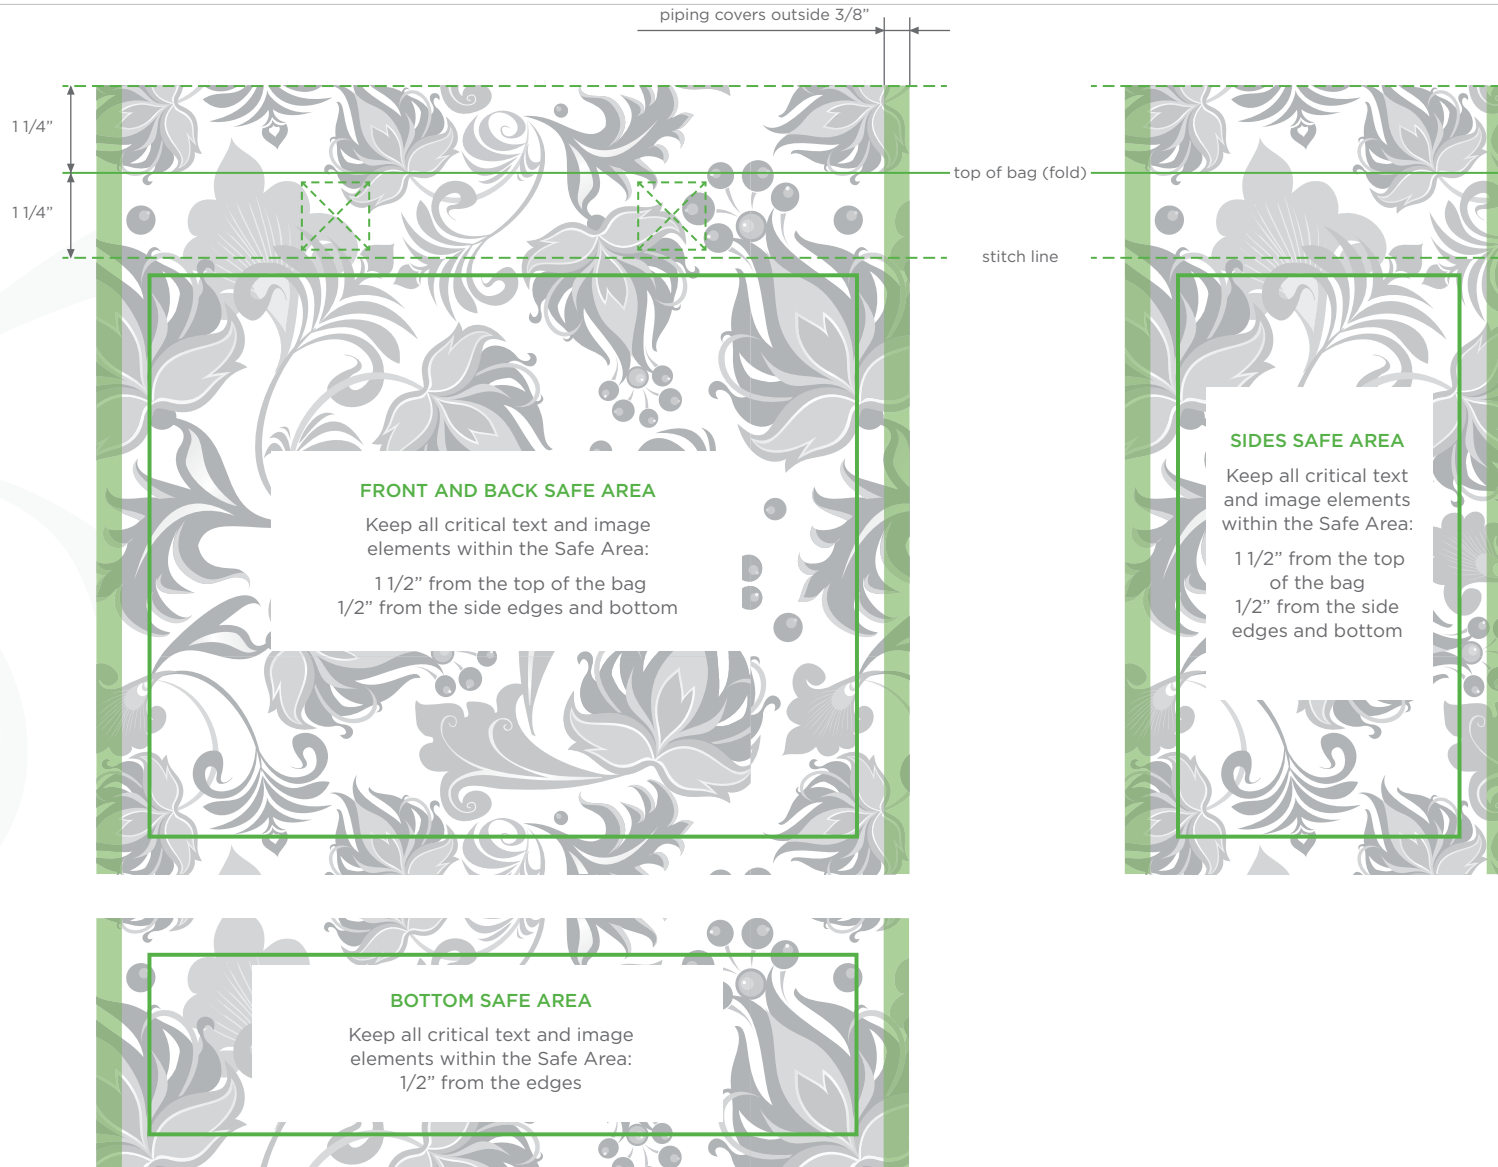 piping covers outside 3/8”
1 1/4”
top of bag (fold)
1 1/4”
stitch line
FRONT AND BACK SAFE AREA
Keep all critical text and image
elements within the Safe Area:
1 1/2” from the top of the bag
1/2” from the side edges and bottom
SIDES SAFE AREA
Keep all critical text
and image elements
within the Safe Area:
1 1/2” from the top
of the bag
1/2” from the side
edges and bottom
BOTTOM SAFE AREA
Keep all critical text and image
elements within the Safe Area:
1/2” from the edges